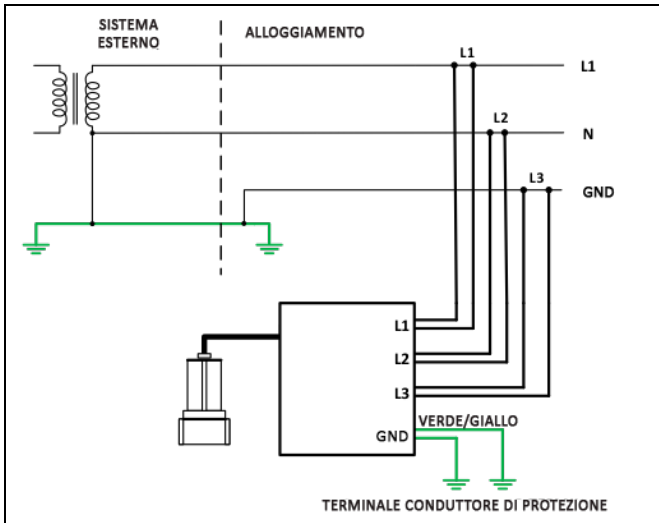 SISTEMA
ESTERNO
ALLOGGIAMENTO
L1
L1
L2
N
L3
GND
L1
L2
L3
VERDE/GIALLO
GND
TERMINALE CONDUTTORE DI PROTEZIONE